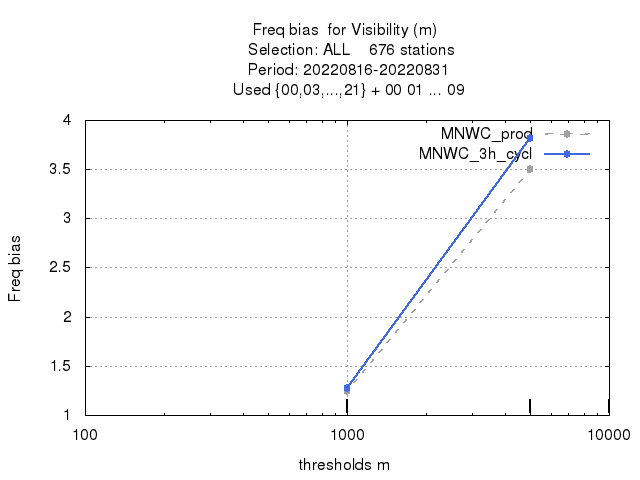 Freq bias  for Visibility (m)
Selection: ALL    676 stations
Period: 20220816-20220831
Used {00,03,...,21} + 00 01 ... 09
MNWC_prod
MNWC_3h_cycl
4
3.5
3
2.5
2
1.5
1
Freq bias
100
1000
10000
thresholds m